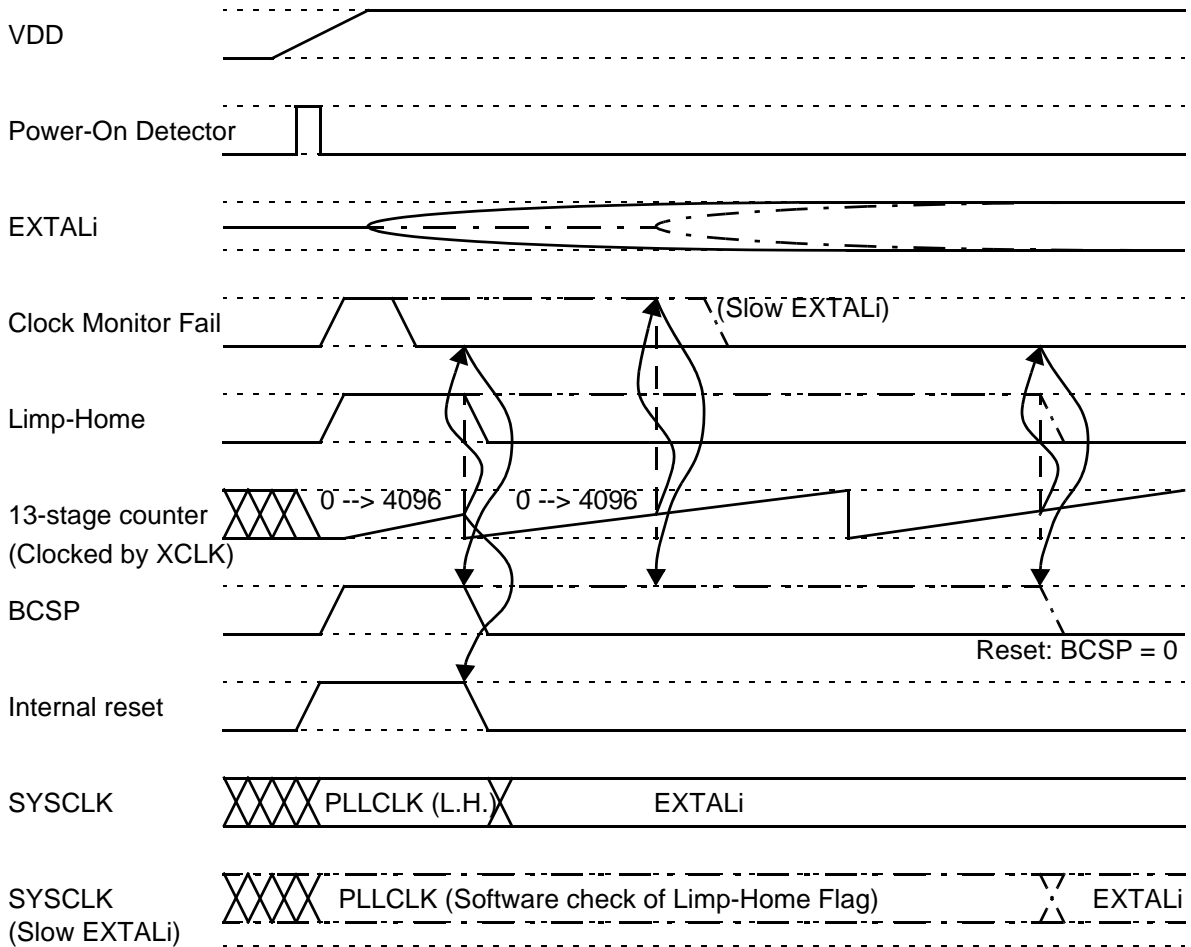 VDD
Power-On Detector
EXTALi
Clock Monitor Fail
(Slow EXTALi)
Limp-Home
13-stage counter
(Clocked by XCLK)
0 --> 4096
0 --> 4096
BCSP
Reset: BCSP = 0
Internal reset
SYSCLK
PLLCLK (L.H.)
EXTALi
SYSCLK
(Slow EXTALi)
PLLCLK (Software check of Limp-Home Flag)
EXTALi